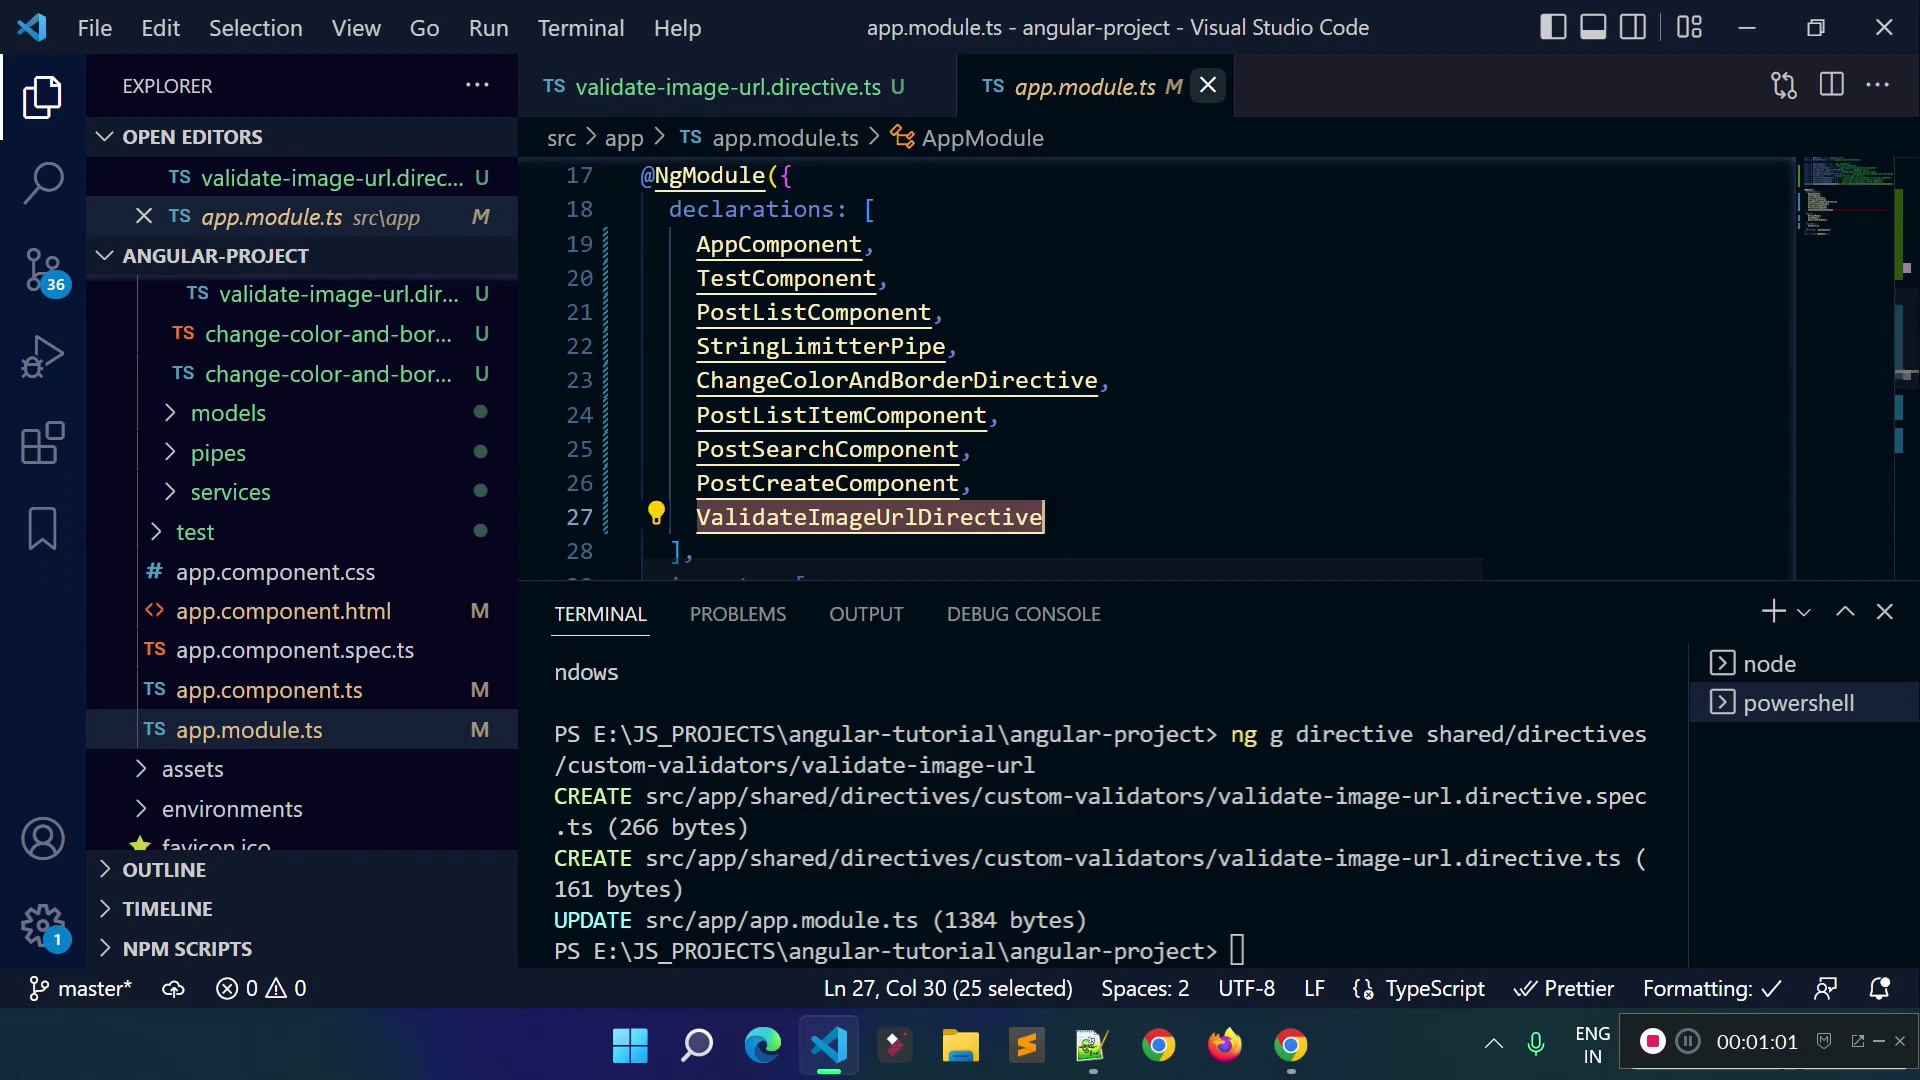 File Edit Selection View Go Run Terminal Help
app.module.ts - angular-project - Visual Studio Code
EXPLORER
OPEN EDITORS
TS validate-image-url.direc... U
TS app.module.ts src\app M
ANGULAR-PROJECT
TS validate-image-url.dir... U
TS change-color-and-bor... U
TS change-color-and-bor... U
models
pipes
services
test
# app.component.css
<> app.component.html M
TS app.component.spec.ts
TS app.component.ts M
TS app.module.ts M
assets
environments
favicon.ico
OUTLINE
TIMELINE
NPM SCRIPTS
36
1
TS validate-image-url.directive.ts U
TS app.module.ts M
src > app > TS app.module.ts > AppModule
17 @NgModule({
18 declarations: [
19 AppComponent,
20 TestComponent,
21 PostListComponent,
22 StringLimitterPipe,
23 ChangeColorAndBorderDirective,
24 PostListItemComponent,
25 PostSearchComponent,
26 PostCreateComponent,
27 ValidateImageUrlDirective
28 ],
TERMINAL PROBLEMS OUTPUT DEBUG CONSOLE
ndows
PS E:\JS_PROJECTS\angular-tutorial\angular-project> ng g directive shared/directives
/custom-validators/validate-image-url
CREATE src/app/shared/directives/custom-validators/validate-image-url.directive.spec
.ts (266 bytes)
CREATE src/app/shared/directives/custom-validators/validate-image-url.directive.ts (
161 bytes)
UPDATE src/app/app.module.ts (1384 bytes)
PS E:\JS_PROJECTS\angular-tutorial\angular-project>
node
powershell
master* 0 0 Ln 27, Col 30 (25 selected) Spaces: 2 UTF-8 LF TypeScript Prettier Formatting:
ENG
IN
00:01:01